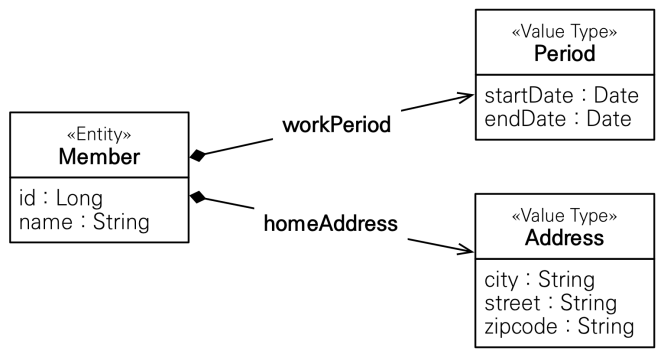 «Entity»
Member
id : Long
name : String
workPeriod
homeAddress
«Value Type»
Period
startDate : Date
endDate : Date
«Value Type»
Address
city : String
street : String
zipcode : String